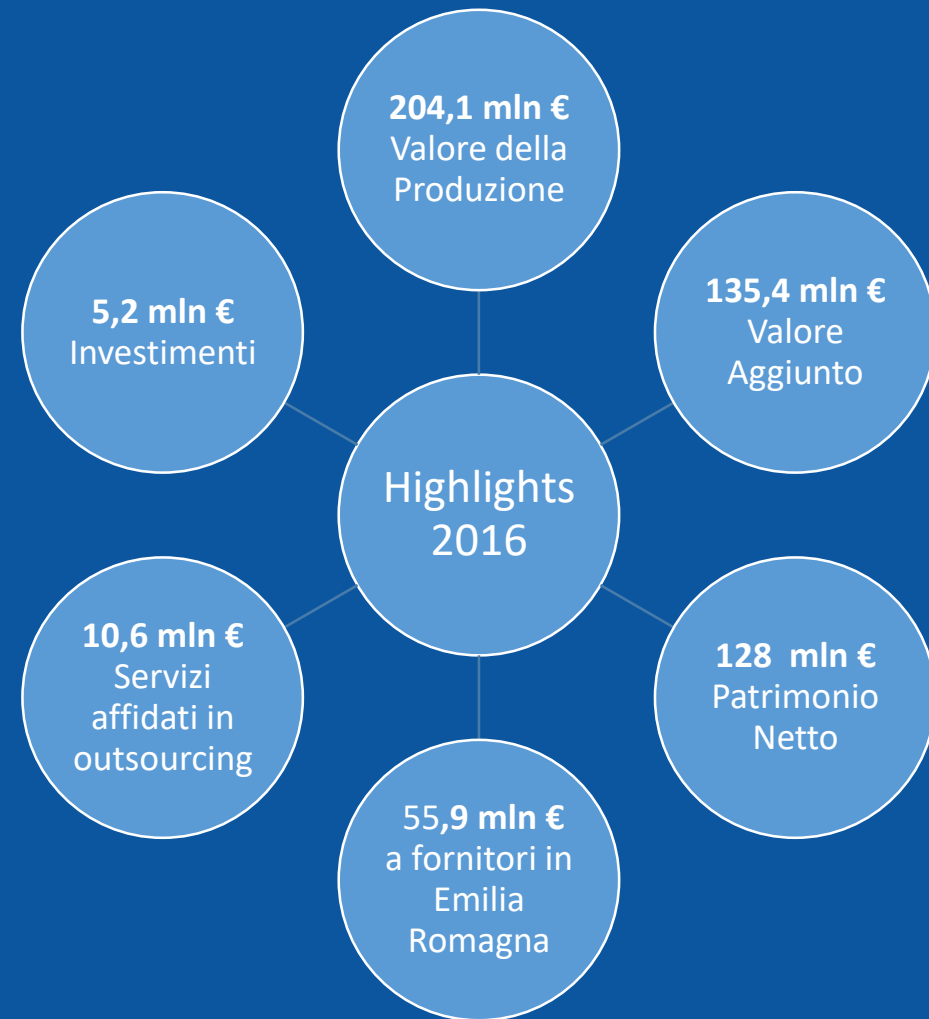 204,1 mln €
Valore della
Produzione
135,4 mln €
Valore
Aggiunto
128  mln €
Patrimonio
Netto
55,9 mln €
a fornitori in
Emilia
Romagna
10,6 mln €
Servizi
affidati in
outsourcing
5,2 mln €
Investimenti
Highlights
2016